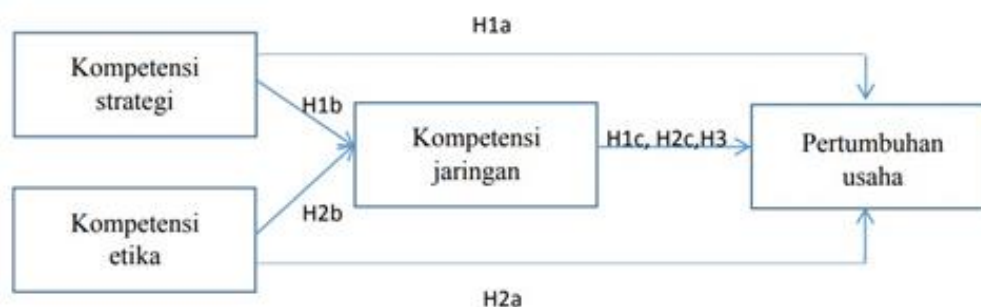 H1a
Kompetensi
strategi
H1b
Kompetensi
jaringan
H1c, H2c,H3
Pertumbuhan
usaha
H2b
Kompetensi
etika
H2a